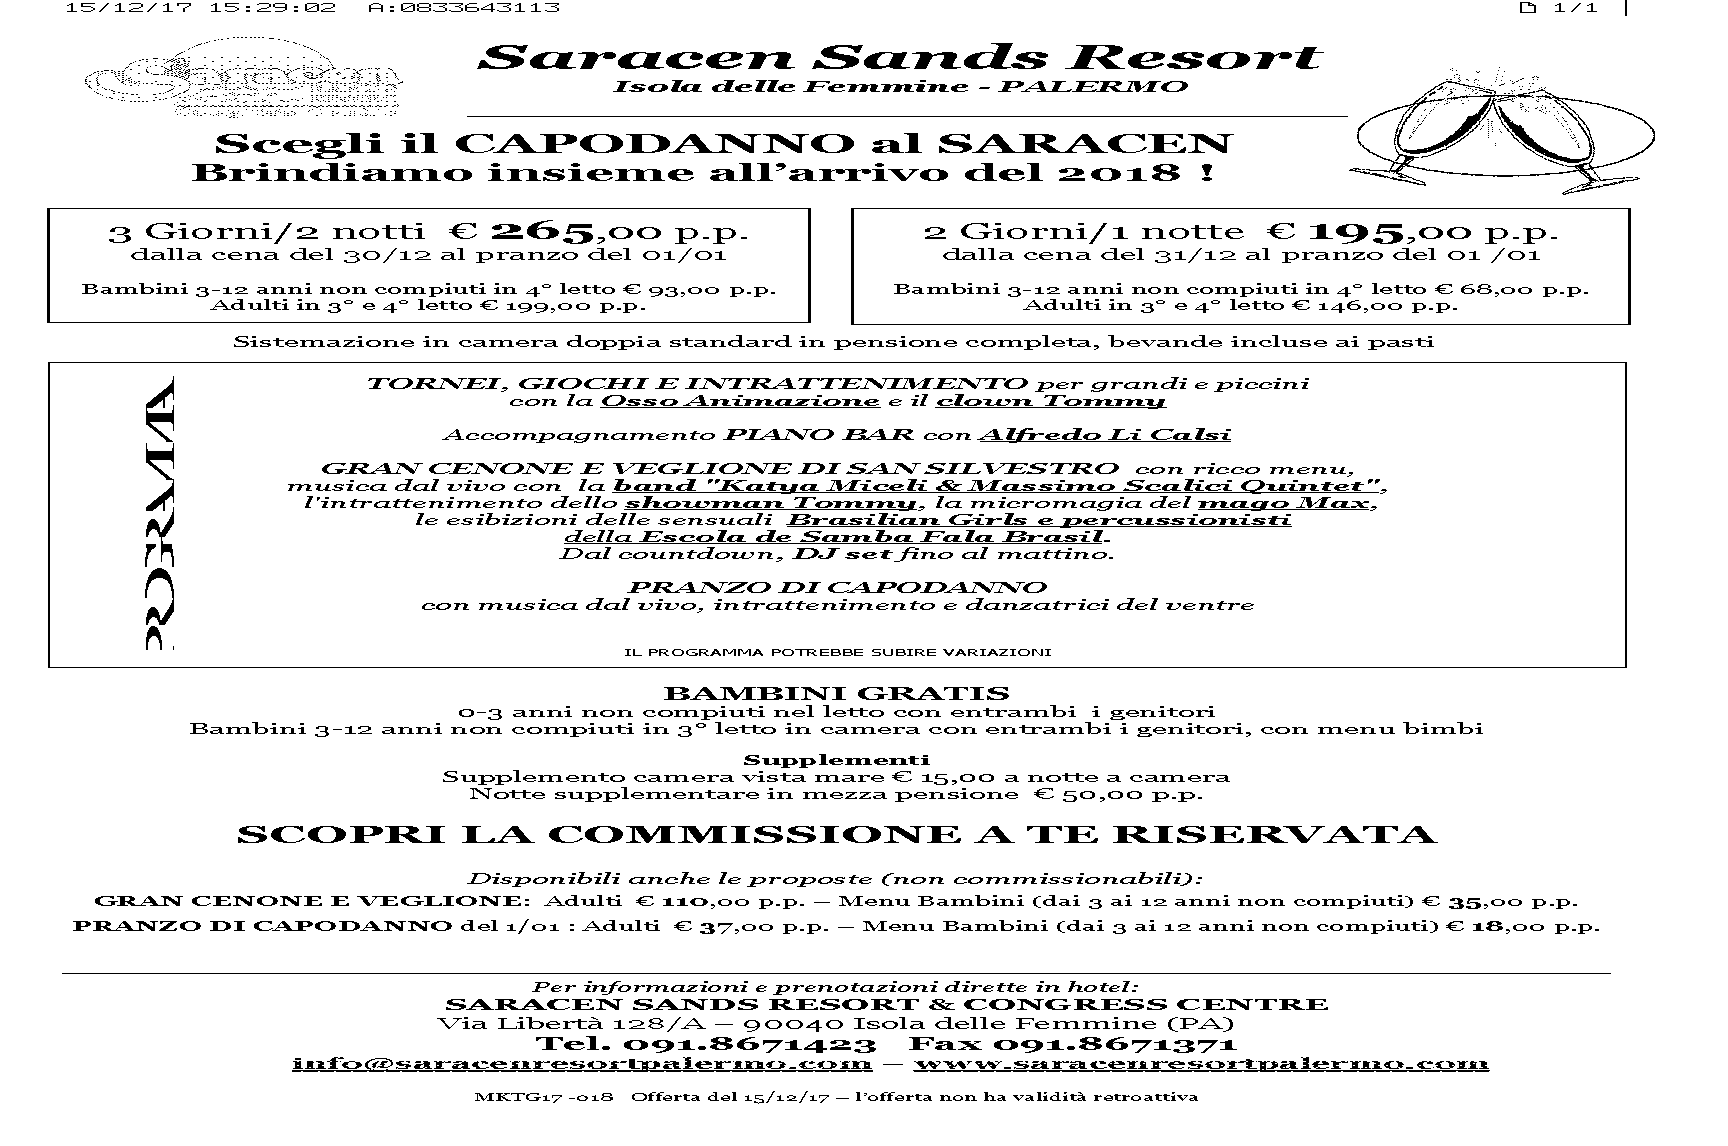 15/12/17 15:29:02 A:0833643113 1/1
Saracen
Saracen Sands Resort
Isola delle Femmine - PALERMO
Scegli il CAPODANNO al SARACEN
Brindiamo insieme all'arrivo del 2018 !
3 Giorni/2 notti € 265,00 p.p.
dalla cena del 30/12 al pranzo del 01/01
Bambini 3-12 anni non compiuti in 4° letto € 93,00 p.p.
Adulti in 3° e 4° letto € 199,00 p.p.
2 Giorni/1 notte € 195,00 p.p.
dalla cena del 31/12 al pranzo del 01 /01
Bambini 3-12 anni non compiuti in 4° letto € 68,00 p.p.
Adulti in 3° e 4° letto € 146,00 p.p.
Sistemazione in camera doppia standard in pensione completa, bevande incluse ai pasti
PROGRAMMA
TORNEI, GIOCHI E INTRATTENIMENTO per grandi e piccini
con la Osso Animazione e il clown Tommy
Accompagnamento PIANO BAR con Alfredo Li Calsi
GRAN CENONE E VEGLIONE DI SAN SILVESTRO con ricco menu,
musica dal vivo con la band "Katya Miceli & Massimo Scalici Quintet",
l'intrattenimento dello showman Tommy, la micromagia del mago Max,
le esibizioni delle sensuali Brasilian Girls e percussionisti
della Escola de Samba Fala Brasil.
Dal countdown, DJ set fino al mattino.
PRANZO DI CAPODANNO
con musica dal vivo, intrattenimento e danzatrici del ventre
IL PROGRAMMA POTREBBE SUBIRE VARIAZIONI
BAMBINI GRATIS
0-3 anni non compiuti nel letto con entrambi i genitori
Bambini 3-12 anni non compiuti in 3° letto in camera con entrambi i genitori, con menu bimbi
Supplementi
Supplemento camera vista mare € 15,00 a notte a camera
Notte supplementare in mezza pensione € 50,00 p.p.
SCOPRI LA COMMISSIONE A TE RISERVATA
Disponibili anche le proposte (non commissionabili):
GRAN CENONE E VEGLIONE: Adulti € 110,00 p.p. – Menu Bambini (dai 3 ai 12 anni non compiuti) € 35,00 p.p.
PRANZO DI CAPODANNO del 1/01 : Adulti € 37,00 p.p. – Menu Bambini (dai 3 ai 12 anni non compiuti) € 18,00 p.p.
Per informazioni e prenotazioni dirette in hotel:
SARACEN SANDS RESORT & CONGRESS CENTRE
Via Libertà 128/A – 90040 Isola delle Femmine (PA)
Tel. 091.8671423 Fax 091.8671371
info@saracenresortpalermo.com – www.saracenresortpalermo.com
MKTG17 -018 Offerta del 15/12/17 – l'offerta non ha validità retroattiva